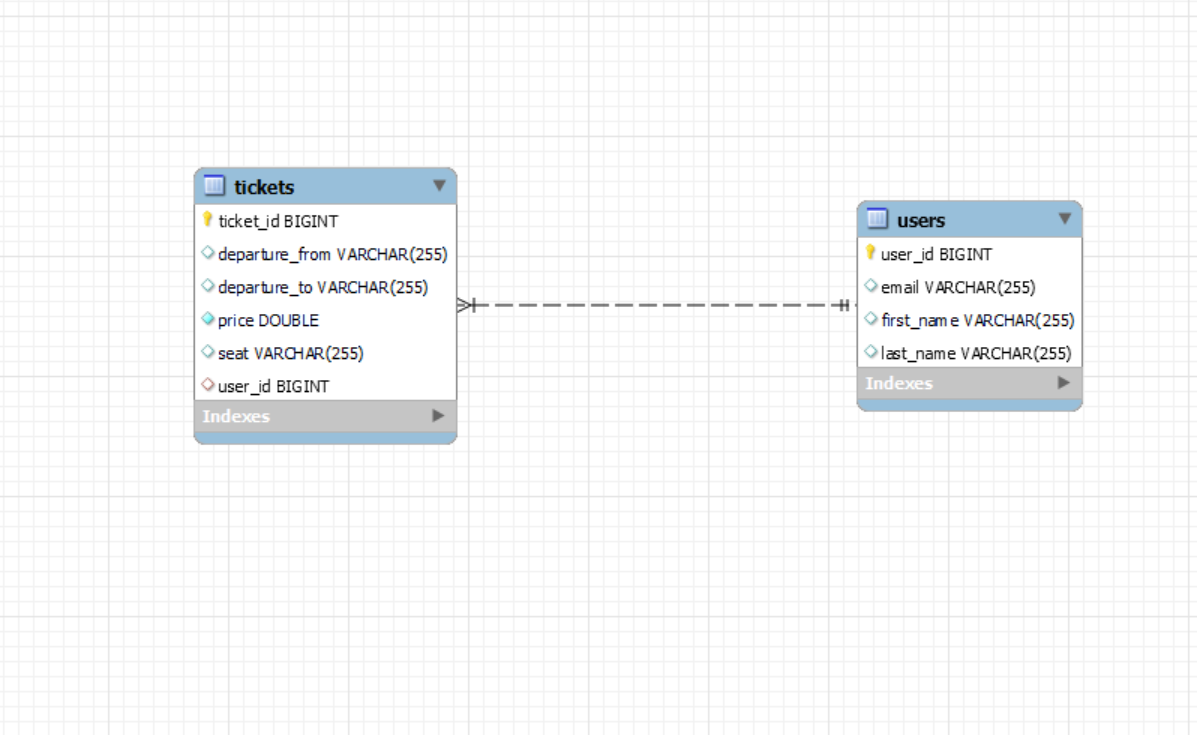 tickets
ticket_id BIGINT
departure_from VARCHAR(255)
departure_to VARCHAR(255)
price DOUBLE
seat VARCHAR(255)
user_id BIGINT
Indexes
users
user_id BIGINT
email VARCHAR(255)
first_name VARCHAR(255)
last_name VARCHAR(255)
Indexes